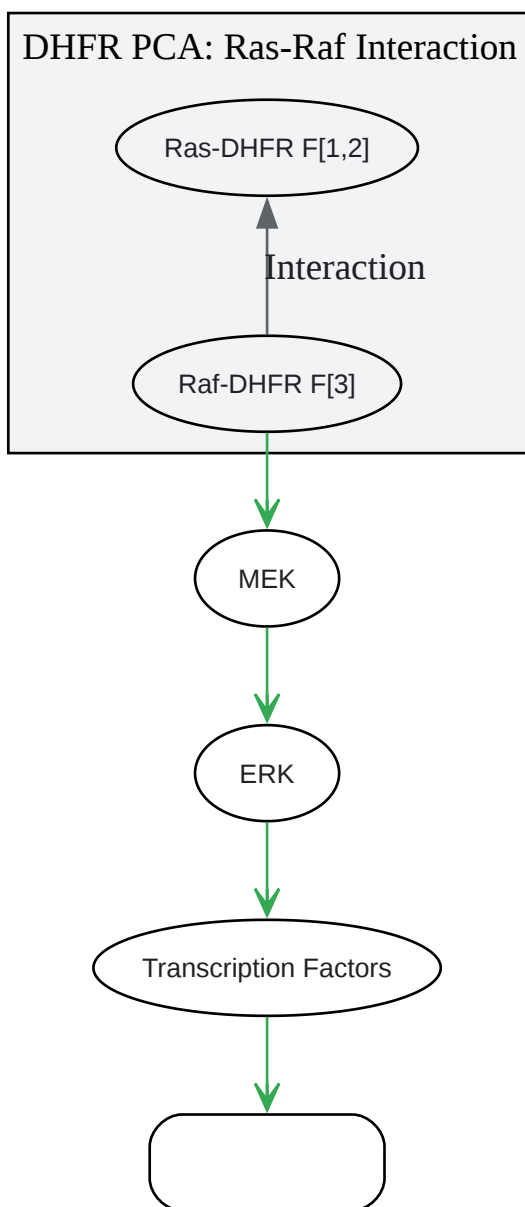 DHFR PCA: Ras-Raf Interaction
Ras-DHFR F[1,2]
Interaction
Raf-DHFR F[3]
MEK
ERK
Transcription Factors